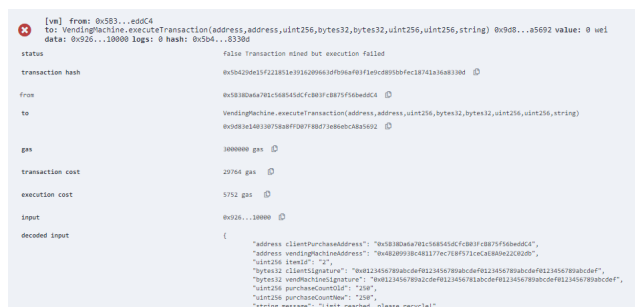 [vm] from: 0x583...eddC4
to: VendingMachine.executeTransaction(address,address,uint256,bytes32,bytes32,uint256,uint256,string) 0x9d8...a5692 value: 0 wei
data: 0x926...10000 logs: 0 hash: 0x5b4...8330d
status false Transaction mined but execution failed
transaction hash
from 0x5B38Da6a701c568545dCfcB03FcB875f56beddC4
to VendingMachine.executeTransaction(address,address,uint256,bytes32,bytes32,uint256,uint256,string)
gas 3000000 gas
transaction cost 29764 gas
execution cost 5752 gas
input 0x926...10000
decoded input {
"address clientPurchaseAddress": "0x5B38Da6a701c568545dCfcB03FcB875f56beddC4",
"address vendingMachineAddress":
"uint256 itemId": "2",
"bytes32 clientSignature": "0x0123456789abcdef0123456789abcdef0123456789abcdef0123456789abcdef",
"bytes32 vendMachineSignature":
"uint256 purchaseCountOld": "250",
"uint256 purchaseCountNew": "250",
"string message": "Limit reached, please recycle!"